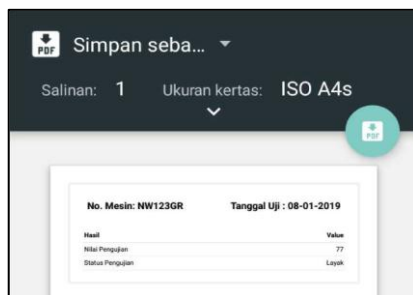 PDF Simpan seba...
Salinan: 1 Ukuran kertas: ISO A4s
PDF
No. Mesin: NW123GR Tanggal Uji : 08-01-2019
Hasil Value
Nilai Pengujian 77
Status Pengujian Layak